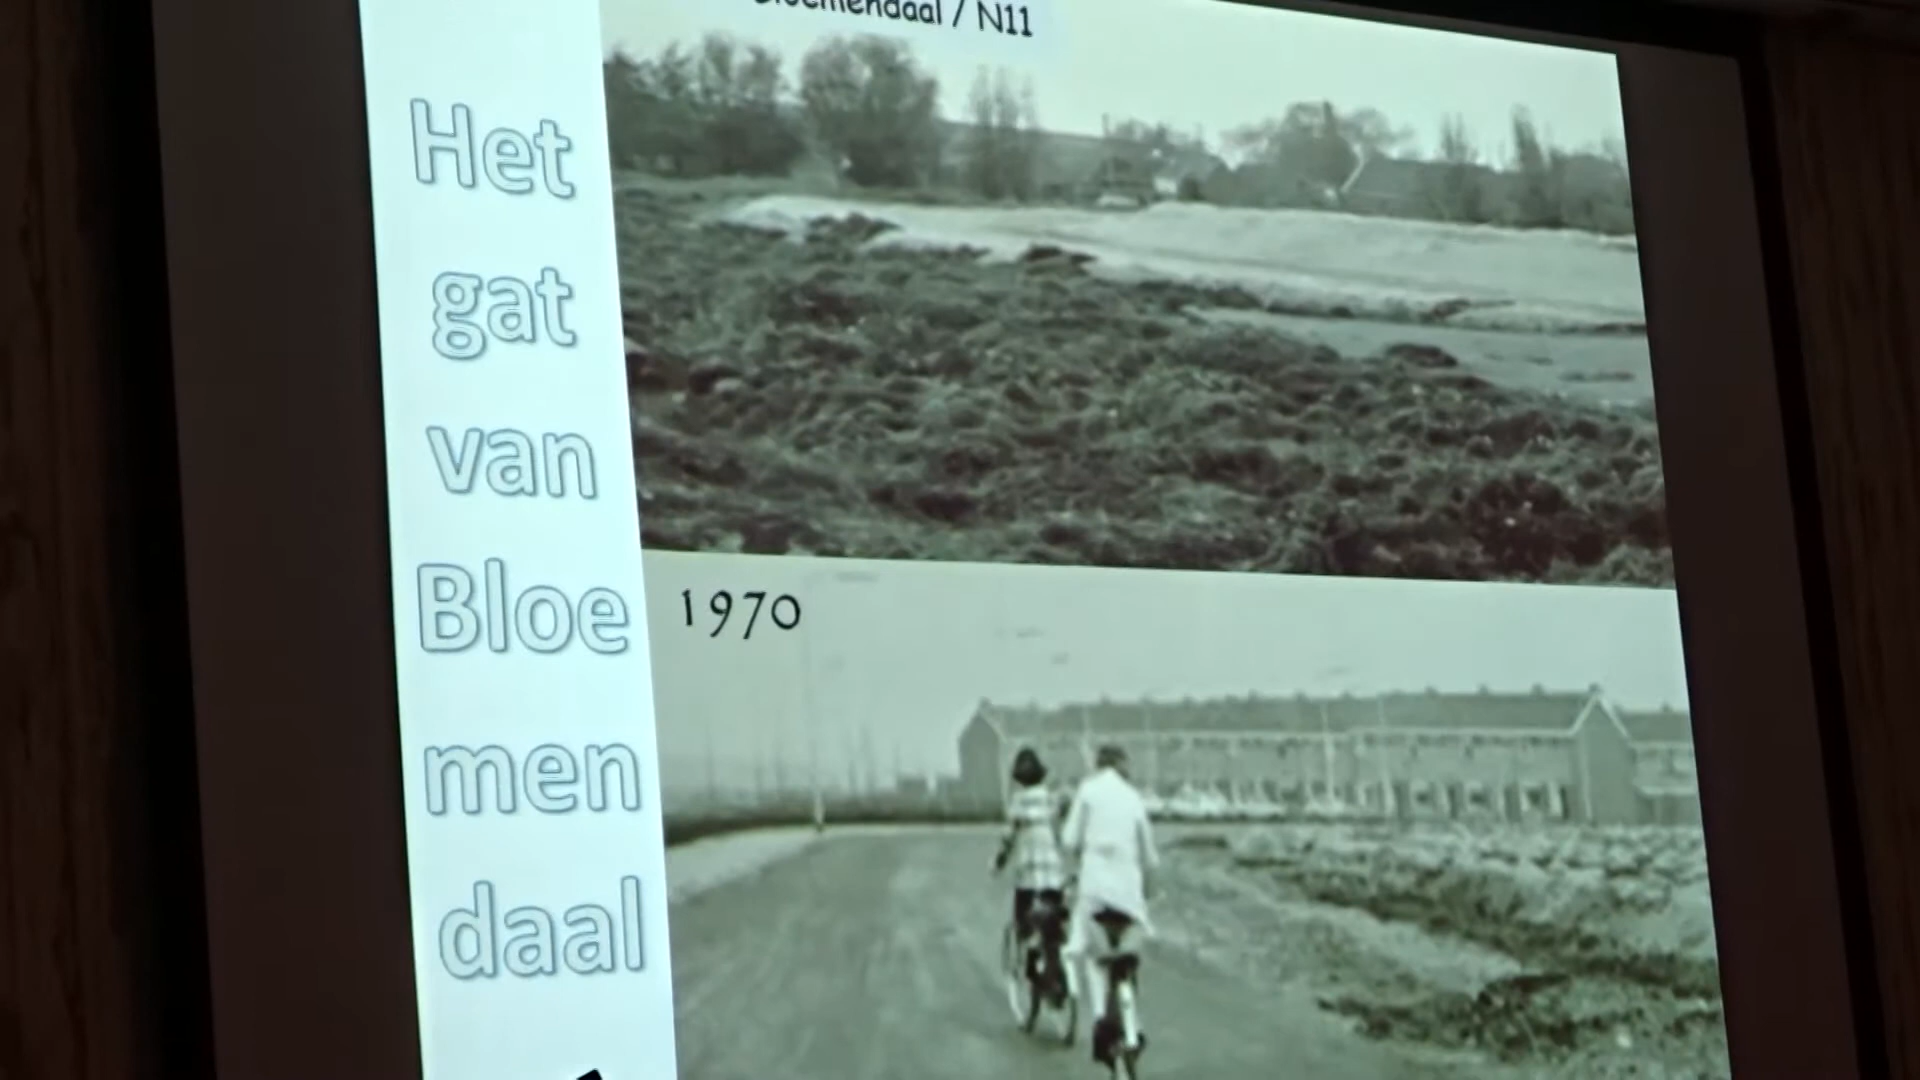 Bloemendaal / N11
Het
gat
van
Bloe
men
daal
1970